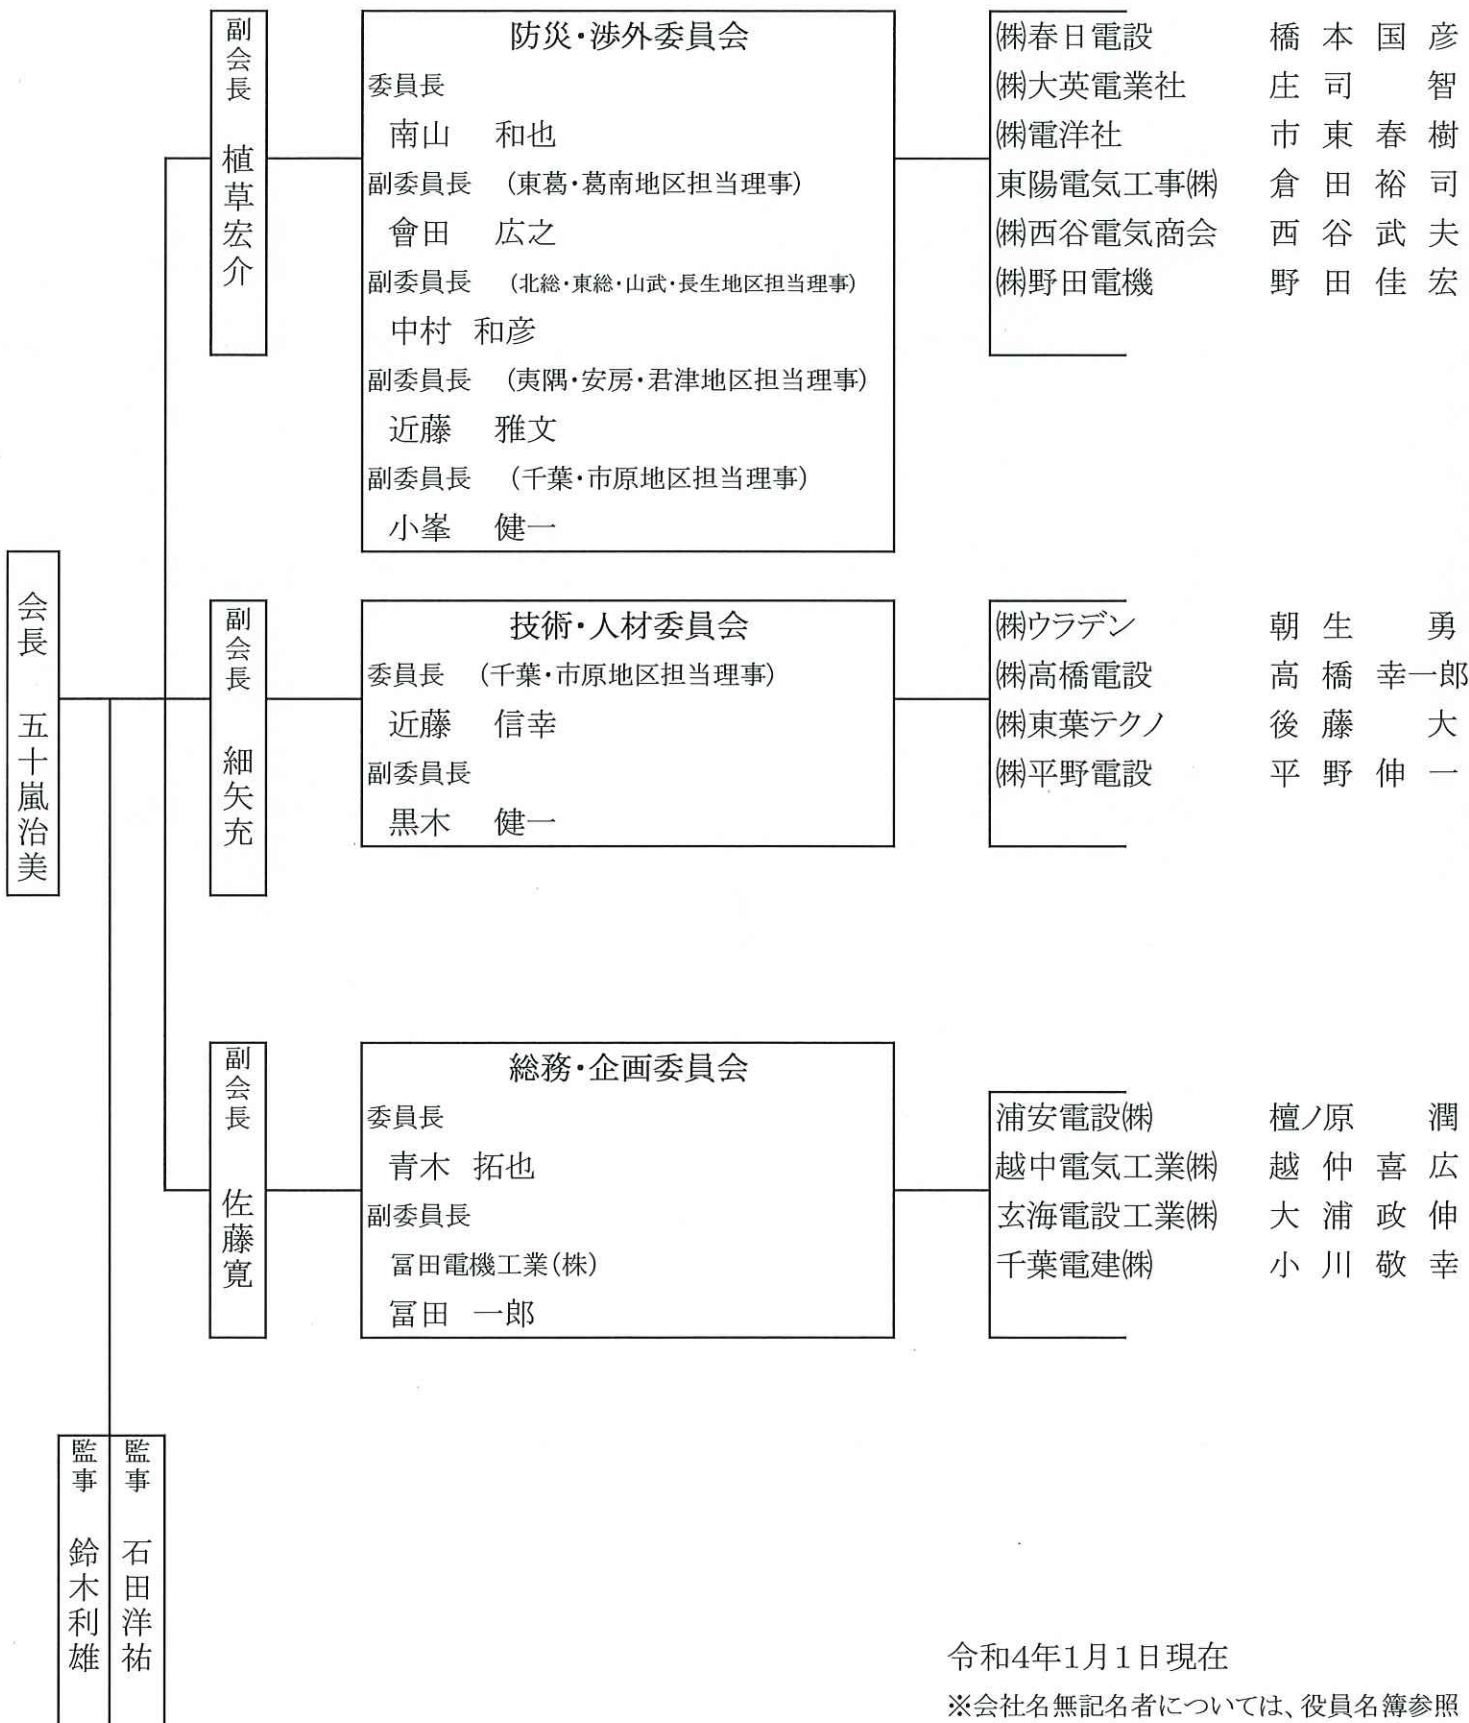 会長 五十嵐治美
副会長 植草宏介
防災・渉外委員会
委員長
南山 和也
副委員長 (東葛・葛南地区担当理事)
會田 広之
副委員長 (北総・東総・山武・長生地区担当理事)
中村 和彦
副委員長 (夷隅・安房・君津地区担当理事)
近藤 雅文
副委員長 (千葉・市原地区担当理事)
小峯 健一
㈱春日電設 橋本国彦
㈱大英電業社 庄司 智
㈱電洋社 市東春樹
東陽電気工事㈱ 倉田裕司
㈱西谷電気商会 西谷武夫
㈱野田電機 野田佳宏
副会長 細矢充
技術・人材委員会
委員長 (千葉・市原地区担当理事)
近藤 信幸
副委員長
黒木 健一
㈱ウラデン 朝生 勇
㈱高橋電設 高橋幸一郎
㈱東葉テクノ 後藤 大
㈱平野電設 平野伸一
副会長 佐藤寛
総務・企画委員会
委員長
青木 拓也
副委員長
冨田電機工業(株)
冨田 一郎
浦安電設㈱ 檀ノ原 潤
越中電気工業㈱ 越仲喜広
玄海電設工業㈱ 大浦政伸
千葉電建㈱ 小川敬幸
監事 石田洋祐
監事 鈴木利雄
令和4年1月1日現在
※会社名無記名者については、役員名簿参照